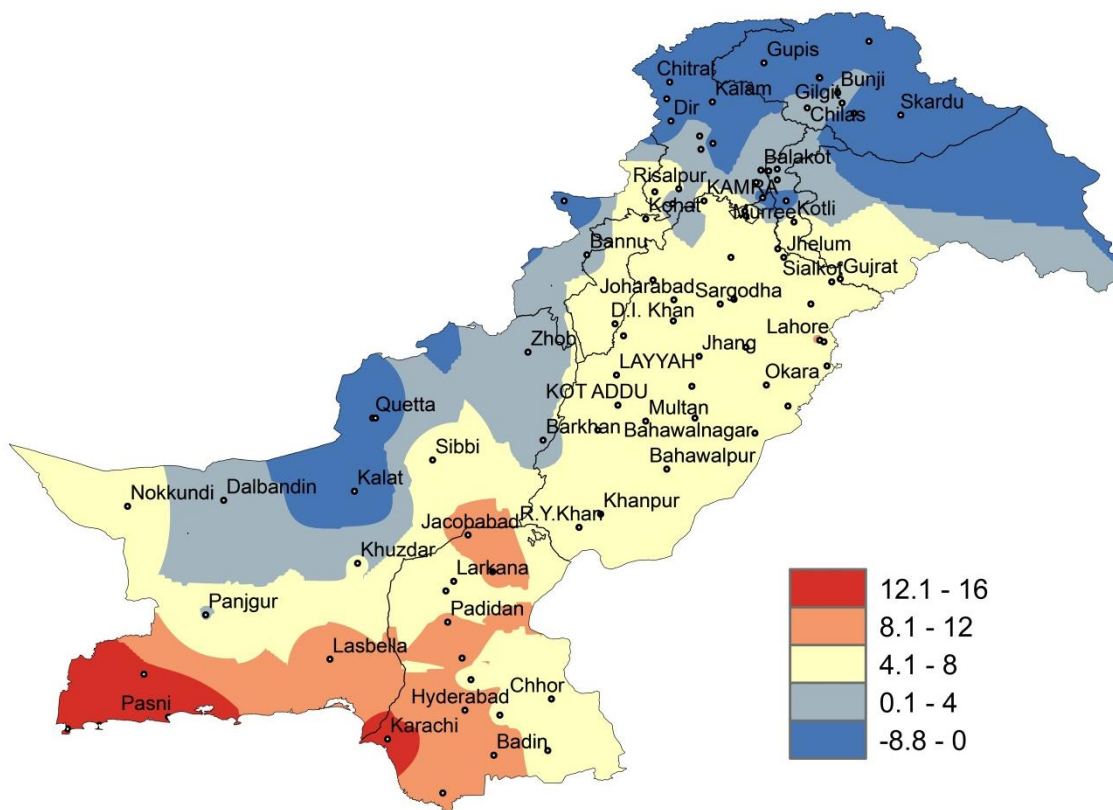 Gupis
Chitral
Bunji
Kalam
Gilgit
Skardu
Dir
Chilas
Balakot
Risalpur
KAMRA
Kohat
Murree
Kotli
Bannu
Jhelum
Sialkot
Gujrat
Joharabad
Sargodha
D.I. Khan
Lahore
Zhob
Jhang
LAYYAH
Okara
KOT ADDU
Quetta
Multan
Barkhan
Bahawalnagar
Sibbi
Bahawalpur
Nokkundi
Dalbandin
Kalat
Khanpur
R.Y.Khan
Jacobabad
Khuzdar
Larkana
12.1 - 16
Panjgur
Padidan
8.1 - 12
Lasbella
4.1 - 8
Pasni
Hyderabad
Chhor
0.1 - 4
Karachi
Badin
-8.8 - 0